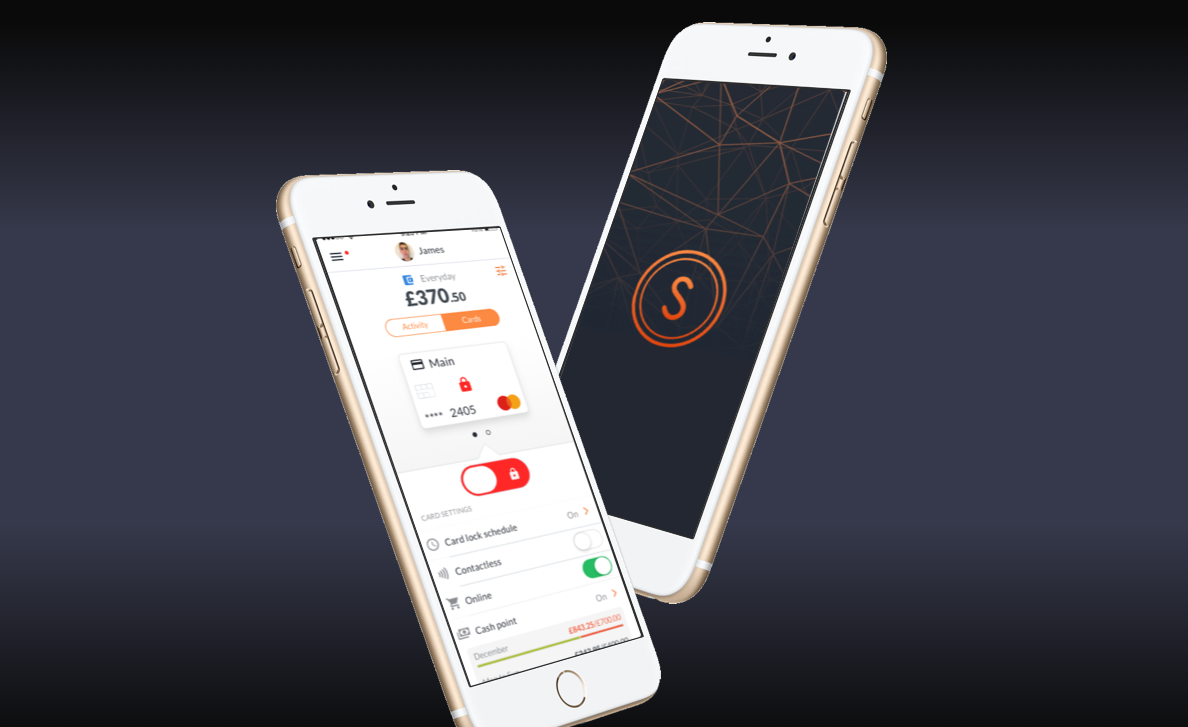 James
Everyday
£370.50
Activity Cards
Main
•••• 2405
CARD SETTINGS
Card lock schedule On
Contactless
Online
Cash point On
December £843.25/£700.00
S